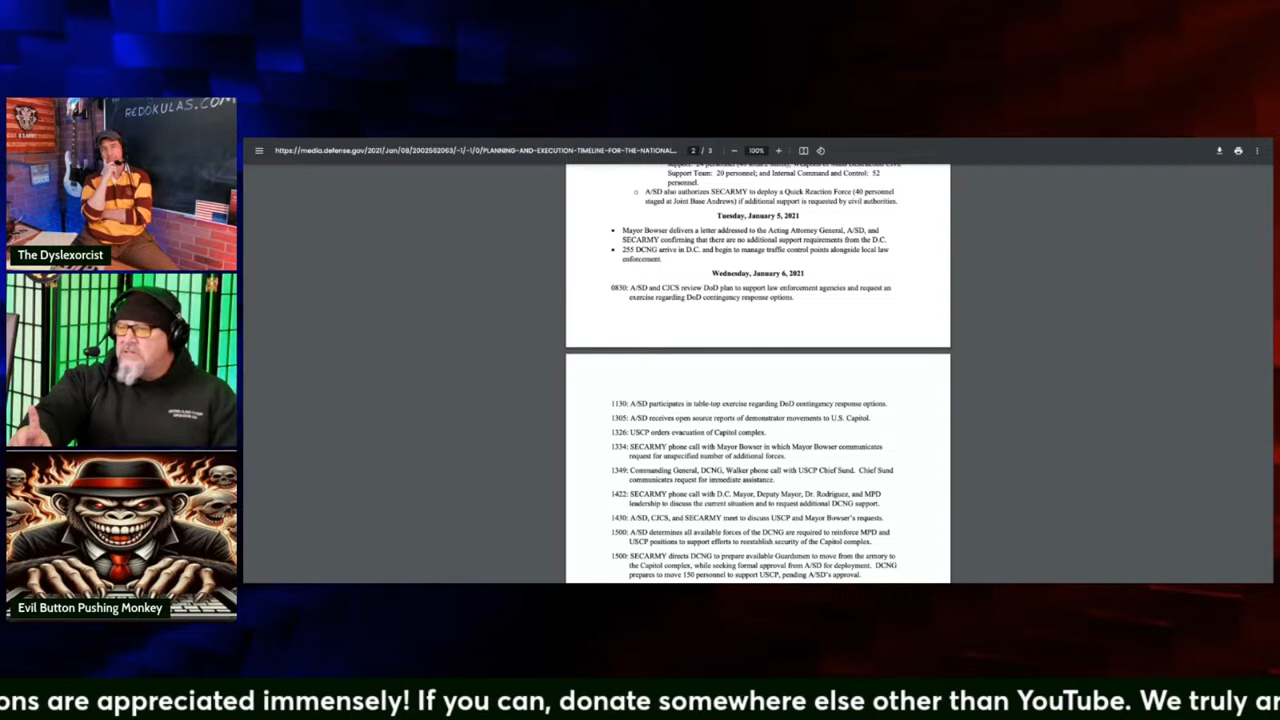 REDOKULAS.COM
The Dyslexorcist
Evil Button Pushing Monkey
https://media.defense.gov/2021/Jan/08/2002562063/-1/-1/0/PLANNING-AND-EXECUTION-TIMELINE-FOR-THE-NATIONAL...
2 / 3
100%
Support Team: 20 personnel; and Internal Command and Control: 52
personnel.
○ A/SD also authorizes SECARMY to deploy a Quick Reaction Force (40 personnel
staged at Joint Base Andrews) if additional support is requested by civil authorities.
Tuesday, January 5, 2021
• Mayor Bowser delivers a letter addressed to the Acting Attorney General, A/SD, and
SECARMY confirming that there are no additional support requirements from the D.C.
• 255 DCNG arrive in D.C. and begin to manage traffic control points alongside local law
enforcement.
Wednesday, January 6, 2021
0830: A/SD and CJCS review DoD plan to support law enforcement agencies and request an
exercise regarding DoD contingency response options.
1130: A/SD participates in table-top exercise regarding DoD contingency response options.
1305: A/SD receives open source reports of demonstrator movements to U.S. Capitol.
1326: USCP orders evacuation of Capitol complex.
1334: SECARMY phone call with Mayor Bowser in which Mayor Bowser communicates
request for unspecified number of additional forces.
1349: Commanding General, DCNG, Walker phone call with USCP Chief Sund. Chief Sund
communicates request for immediate assistance.
1422: SECARMY phone call with D.C. Mayor, Deputy Mayor, Dr. Rodriguez, and MPD
leadership to discuss the current situation and to request additional DCNG support.
1430: A/SD, CJCS, and SECARMY meet to discuss USCP and Mayor Bowser's requests.
1500: A/SD determines all available forces of the DCNG are required to reinforce MPD and
USCP positions to support efforts to reestablish security of the Capitol complex.
1500: SECARMY directs DCNG to prepare available Guardsmen to move from the armory to
the Capitol complex, while seeking formal approval from A/SD for deployment. DCNG
prepares to move 150 personnel to support USCP, pending A/SD's approval.
ons are appreciated immensely! If you can, donate somewhere else other than YouTube. We truly a